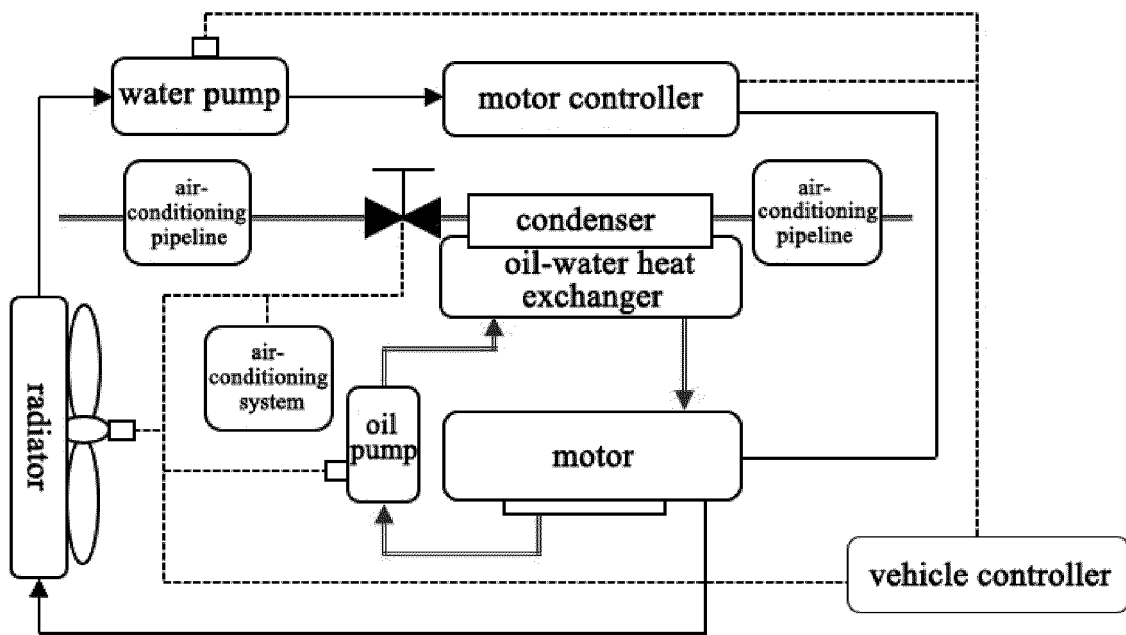 water pump
motor controller
air-
conditioning
pipeline
condenser
air-
conditioning
pipeline
oil-water heat
exchanger
radiator
air-
conditioning
system
oil
pump
motor
vehicle controller